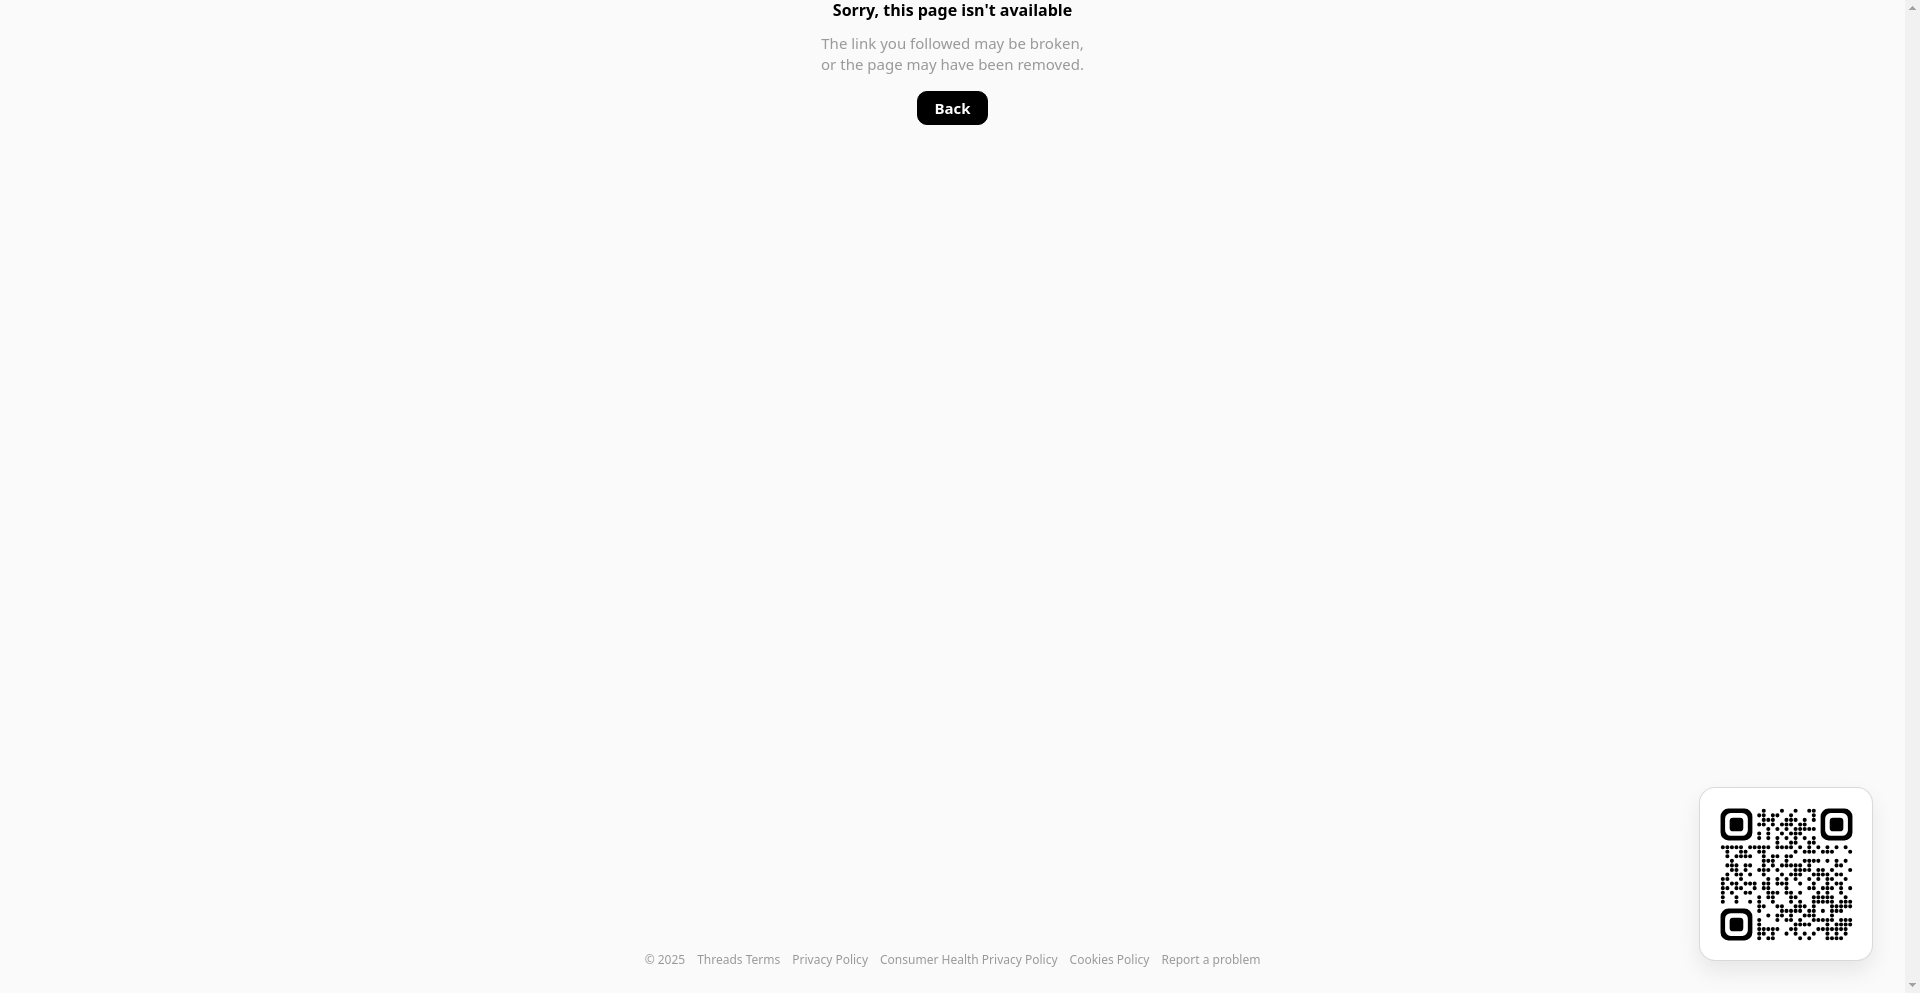 Sorry, this page isn't available
The link you followed may be broken,
or the page may have been removed.
Back
© 2025 Threads Terms Privacy Policy Consumer Health Privacy Policy Cookies Policy Report a problem